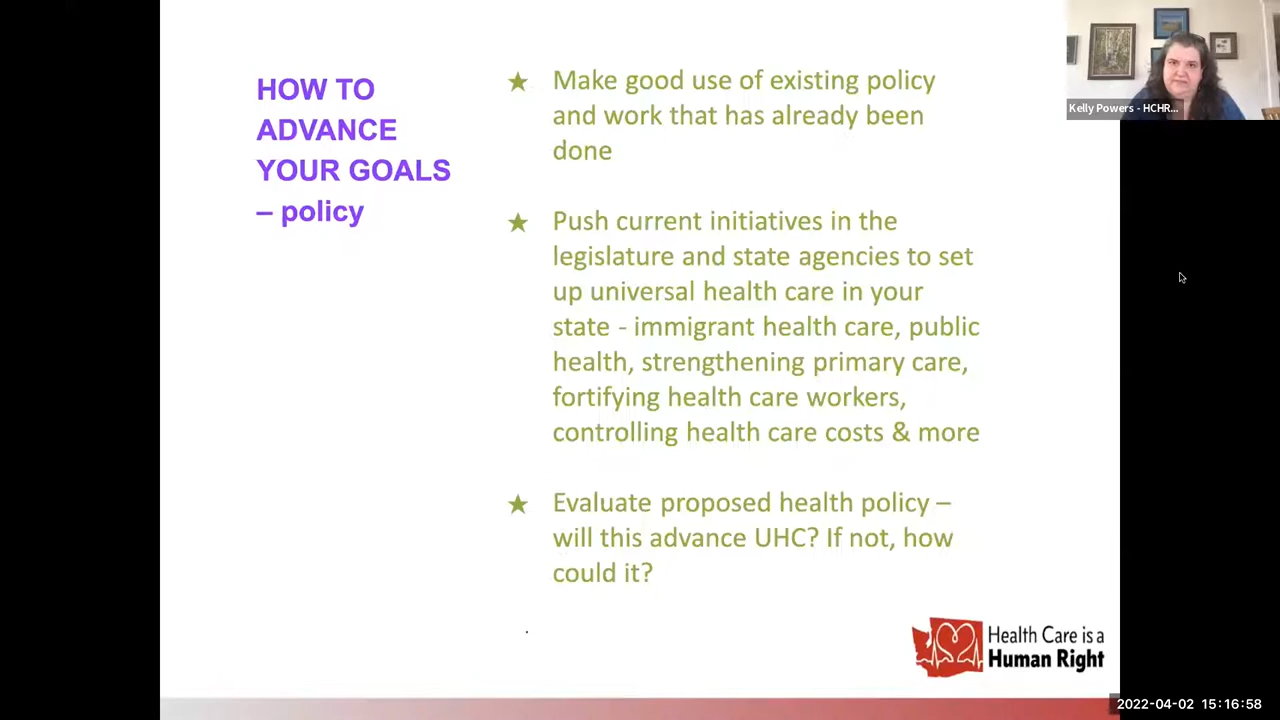 HOW TO
ADVANCE
YOUR GOALS
– policy
★ Make good use of existing policy
and work that has already been
done
★ Push current initiatives in the
legislature and state agencies to set
up universal health care in your
state - immigrant health care, public
health, strengthening primary care,
fortifying health care workers,
controlling health care costs & more
★ Evaluate proposed health policy –
will this advance UHC? If not, how
could it?
Health Care is a
Human Right
Kelly Powers - HCHR...
2022-04-02 15:16:58